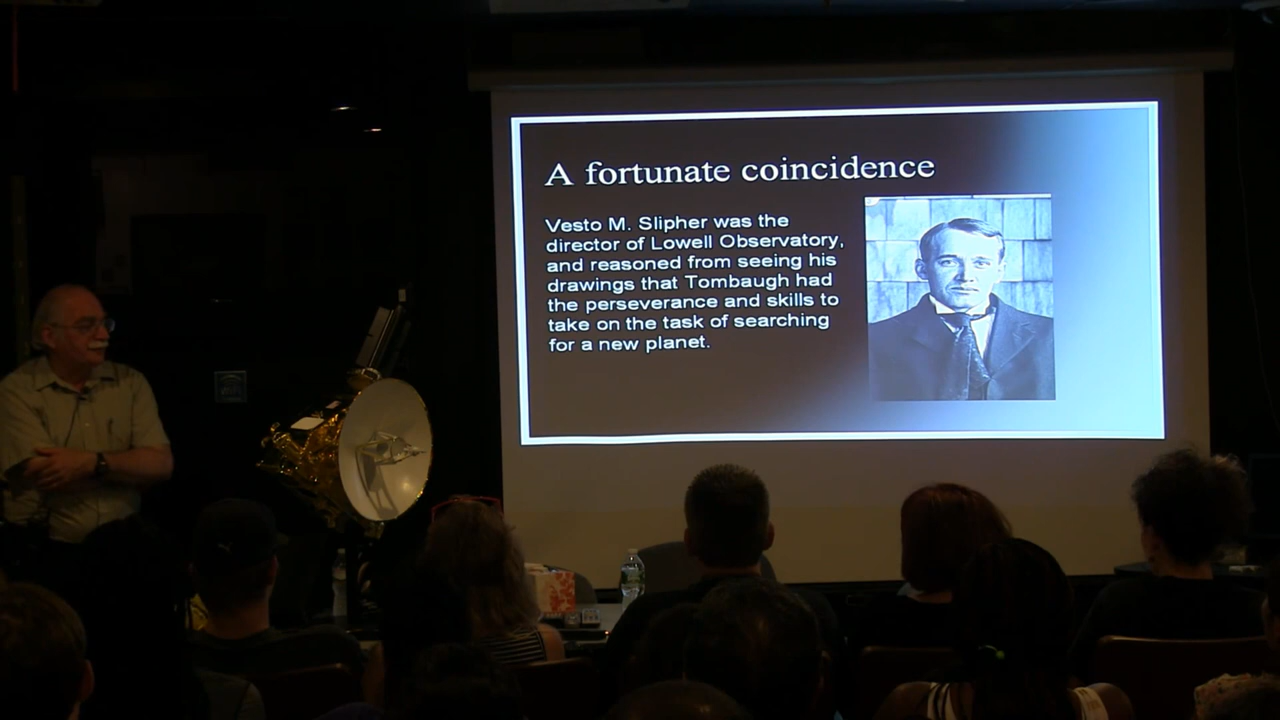 A fortunate coincidence
Vesto M. Slipher was the
director of Lowell Observatory,
and reasoned from seeing his
drawings that Tombaugh had
the perseverance and skills to
take on the task of searching
for a new planet.